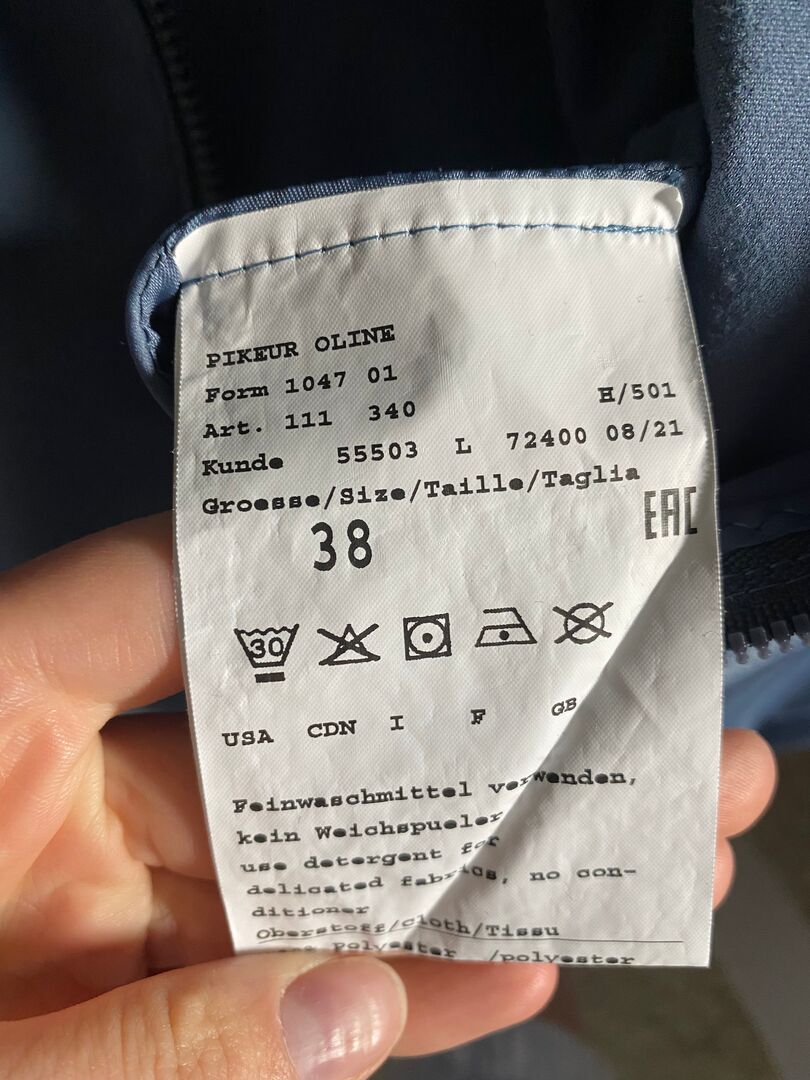 PIKEUR OLINE
Form 1047 01
Art. 111 340 H/501
Kunde 55503 L 72400 08/21
Groesse/Size/Taille/Taglia
EAC
38
30
USA CDN I F GB
Feinwaschmittel verwenden,
kein Weichspueler
use detergent for
delicated fabrics, no con-
ditioner
Oberstoff/cloth/Tissu
Polyester /polyester